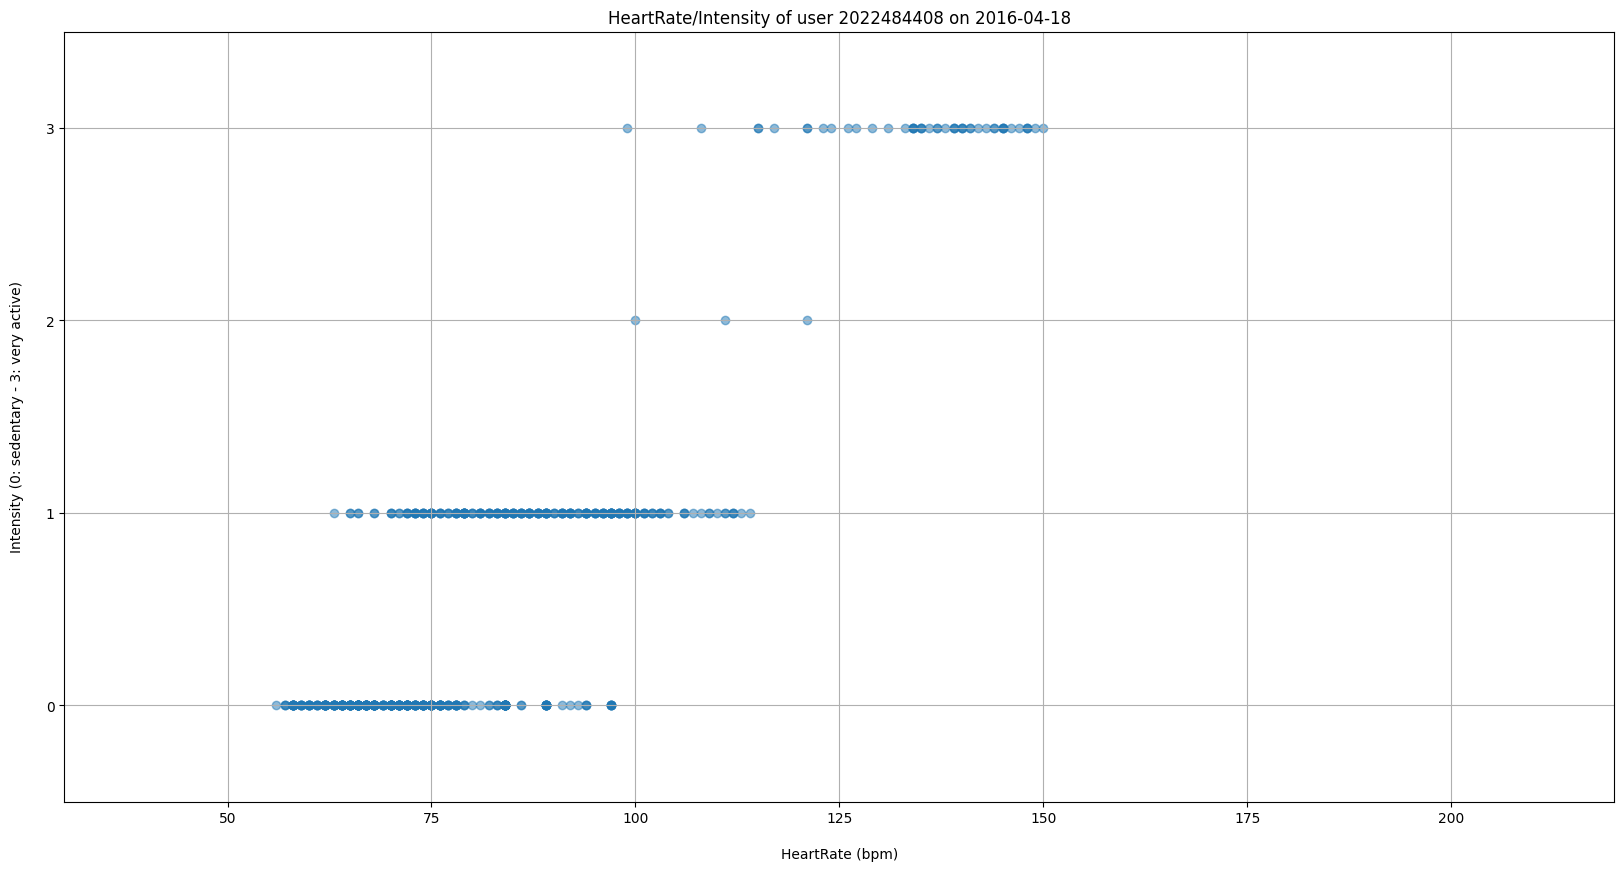 HeartRate/Intensity of user 2022484408 on 2016-04-18
Intensity (0: sedentary - 3: very active)
3
2
1
0
50 75 100 125 150 175 200
HeartRate (bpm)